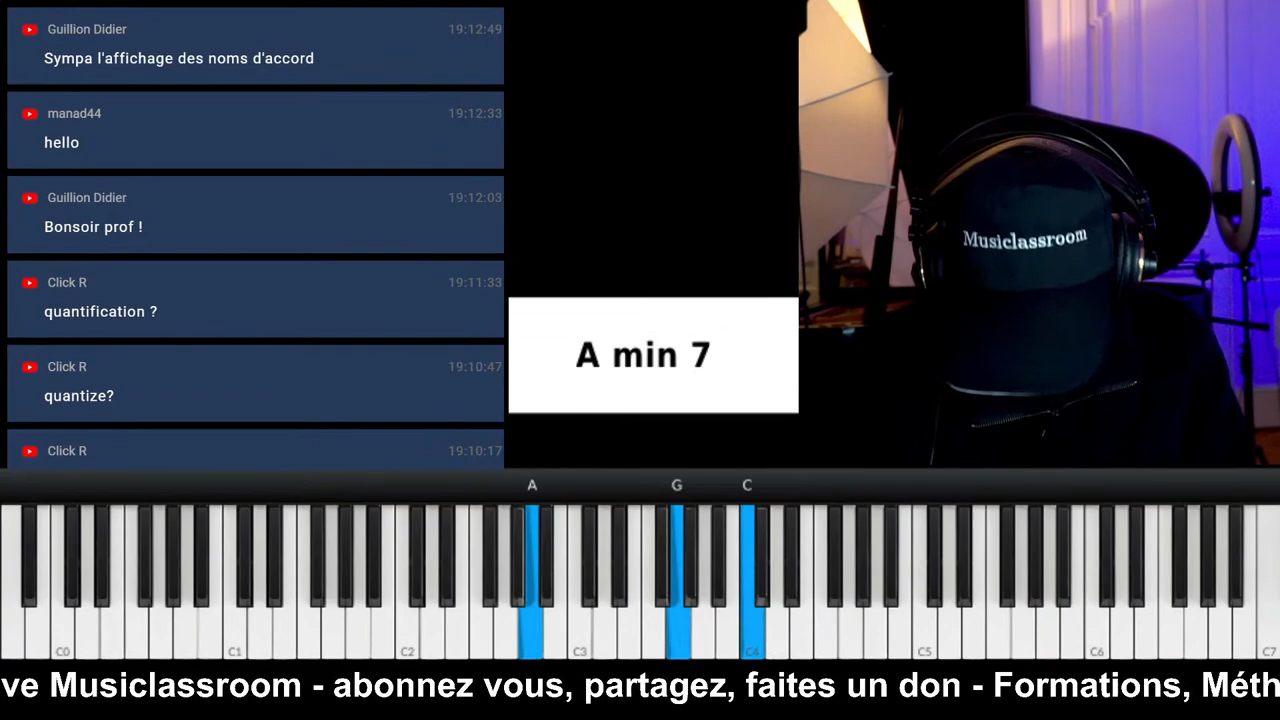 Guillion Didier 19:12:49
Sympa l'affichage des noms d'accord
manad44 19:12:33
hello
Guillion Didier 19:12:03
Bonsoir prof !
Click R 19:11:33
quantification ?
Click R 19:10:47
quantize?
Click R 19:10:17
Musiclassroom
A min 7
A G C
C0 C1 C2 C3 C4 C5 C6 C7
ve Musiclassroom - abonnez vous, partagez, faites un don - Formations, Méth